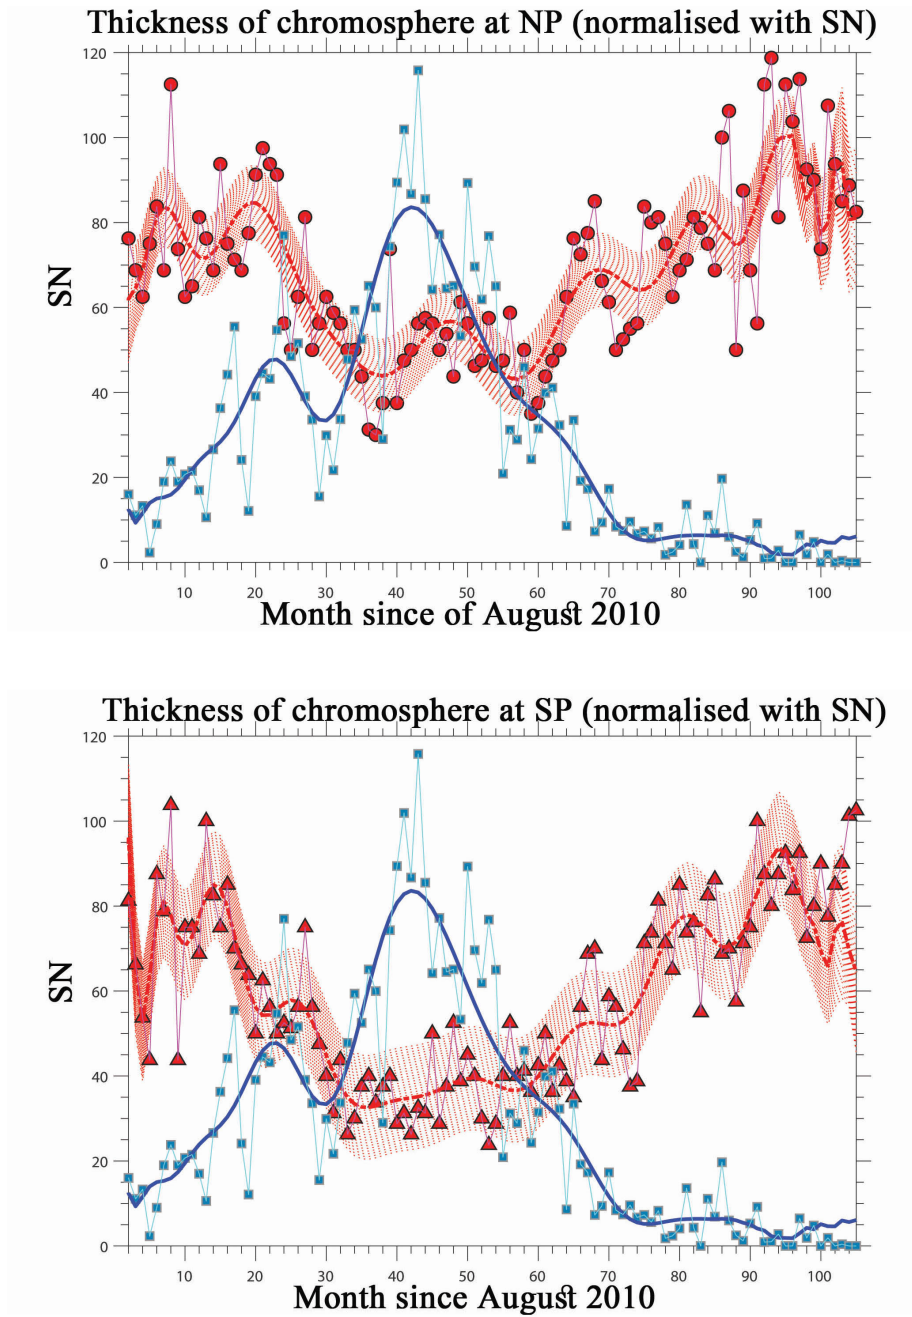 Thickness of chromosphere at NP (normalised with SN)
120
100
80
60
40
20
0
SN
10 20 30 40 50 60 70 80 90 100
Month since of August 2010
Thickness of chromosphere at SP (normalised with SN)
120
100
80
60
40
20
0
SN
10 20 30 40 50 60 70 80 90 100
Month since August 2010